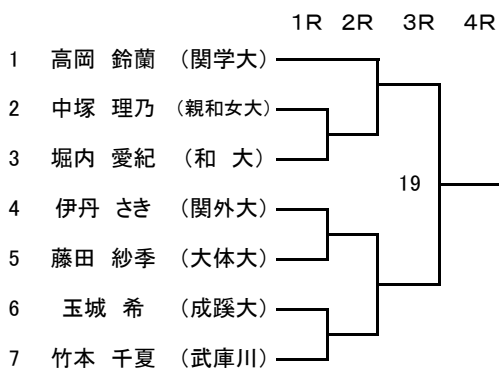 1R 2R 3R 4R
1 高岡 鈴蘭 （関学大）
2 中塚 理乃 （親和女大）
3 堀内 愛紀 （和 大）
19
4 伊丹 さき （関外大）
5 藤田 紗季 （大体大）
6 玉城 希 （成蹊大）
7 竹本 千夏 （武庫川）